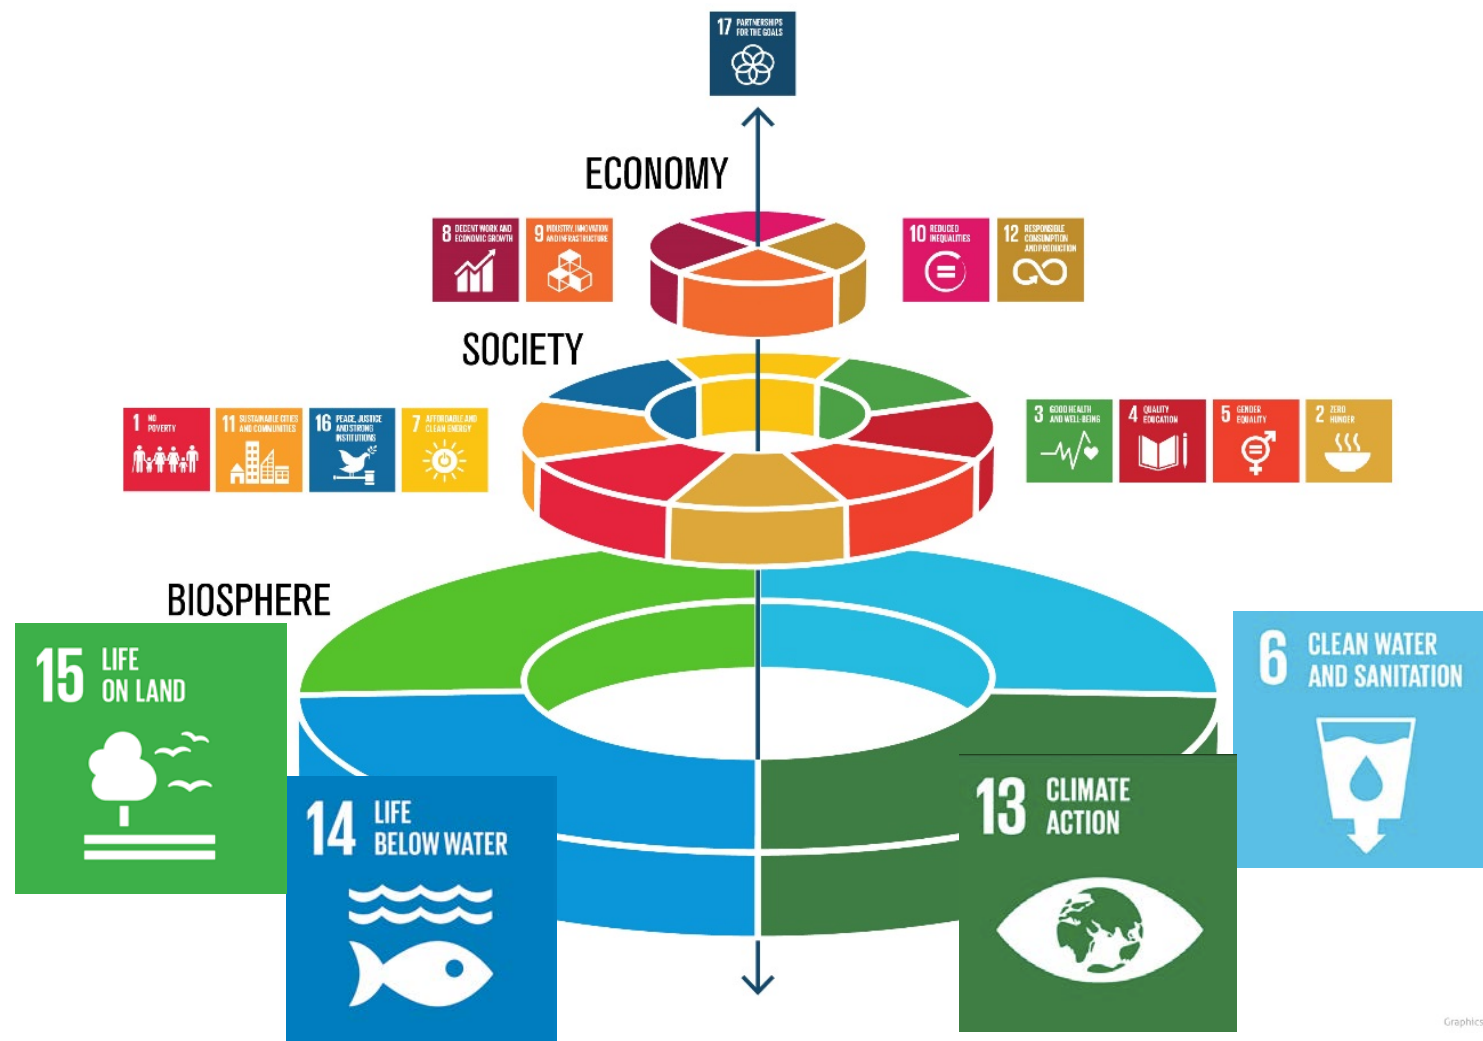 17 PARTNERSHIPS
FOR THE GOALS
ECONOMY
8 DECENT WORK AND
ECONOMIC GROWTH
9 INDUSTRY, INNOVATION
AND INFRASTRUCTURE
10 REDUCED
INEQUALITIES
12 RESPONSIBLE
CONSUMPTION
AND PRODUCTION
SOCIETY
1 NO
POVERTY
11 SUSTAINABLE CITIES
AND COMMUNITIES
16 PEACE, JUSTICE
AND STRONG
INSTITUTIONS
7 AFFORDABLE AND
CLEAN ENERGY
3 GOOD HEALTH
AND WELL-BEING
4 QUALITY
EDUCATION
5 GENDER
EQUALITY
2 ZERO
HUNGER
BIOSPHERE
15 LIFE
ON LAND
14 LIFE
BELOW WATER
13 CLIMATE
ACTION
6 CLEAN WATER
AND SANITATION
Graphics